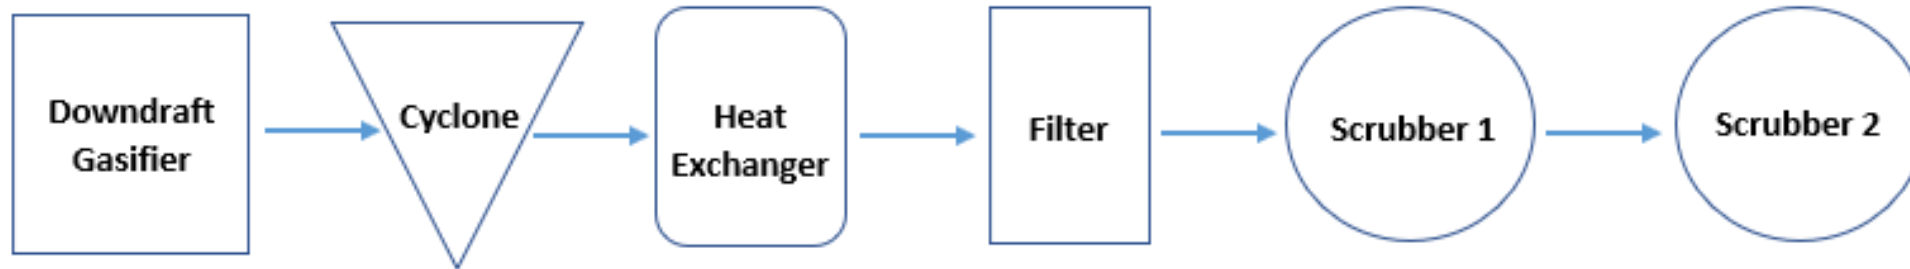 Downdraft
Gasifier
Cyclone
Heat
Exchanger
Filter
Scrubber 1
Scrubber 2